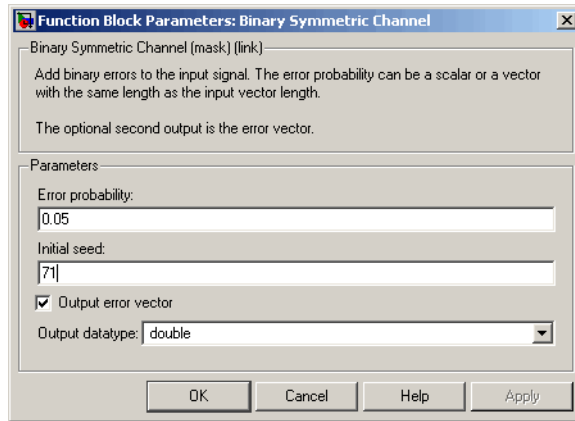 Function Block Parameters: Binary Symmetric Channel
Binary Symmetric Channel (mask) (link)
Add binary errors to the input signal. The error probability can be a scalar or a vector
with the same length as the input vector length.
The optional second output is the error vector.
Parameters
Error probability:
0.05
Initial seed:
71
Output error vector
Output datatype: double
OK Cancel Help Apply